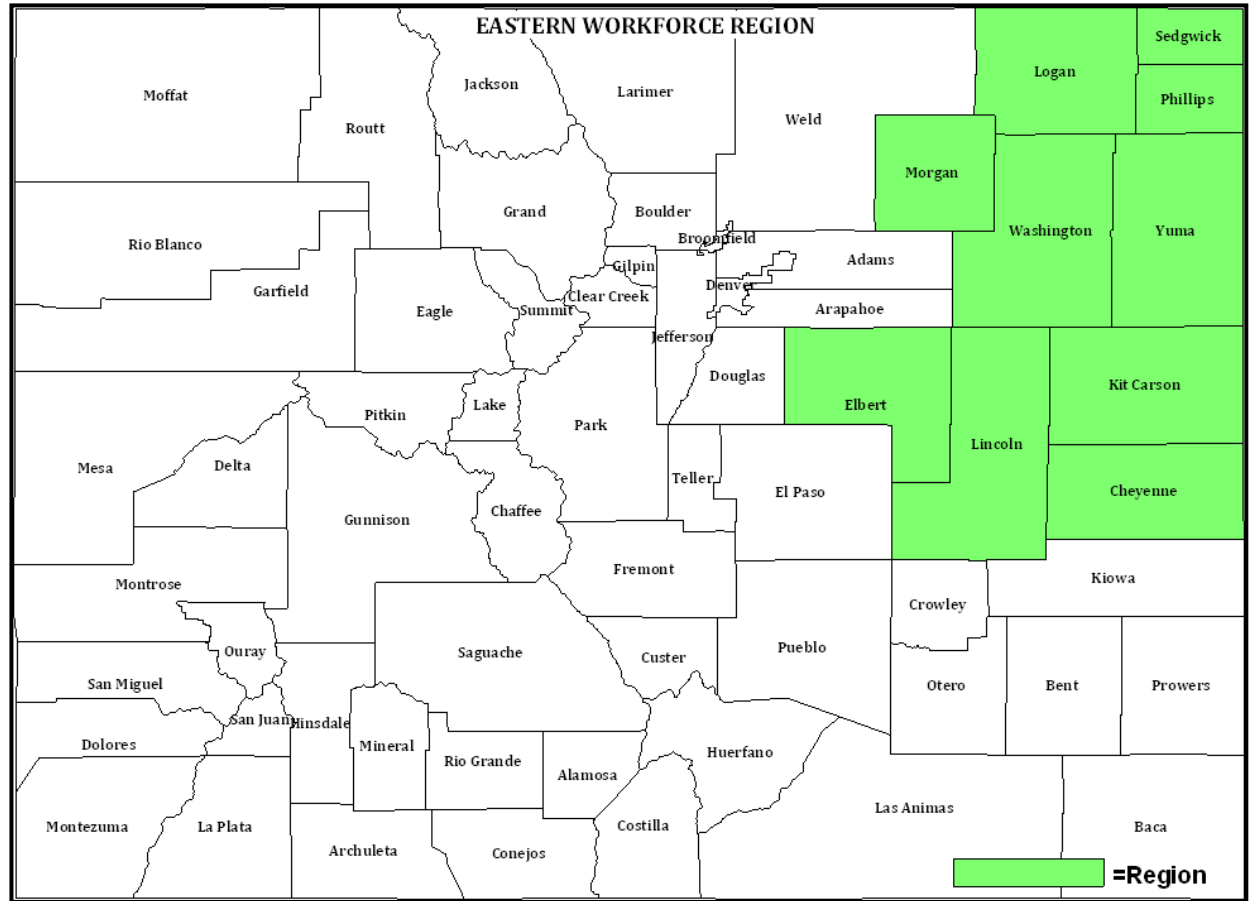 EASTERN WORKFORCE REGION
Sedgwick
Logan
Jackson
Larimer
Moffat
Phillips
Weld
Routt
Morgan
Grand
Boulder
Washington
Yuma
Broomfield
Rio Blanco
Adams
Gilpin
Denver
Garfield
Clear Creek
Eagle
Summit
Arapahoe
Jefferson
Douglas
Kit Carson
Lake
Elbert
Pitkin
Park
Lincoln
Mesa
Delta
Teller
Cheyenne
El Paso
Chaffee
Gunnison
Fremont
Kiowa
Montrose
Crowley
Pueblo
Ouray
Saguache
Custer
San Miguel
Otero
Bent
Prowers
San Juan
Hinsdale
Dolores
Mineral
Huerfano
Rio Grande
Alamosa
Las Animas
Montezuma
La Plata
Costilla
Baca
Archuleta
Conejos
=Region